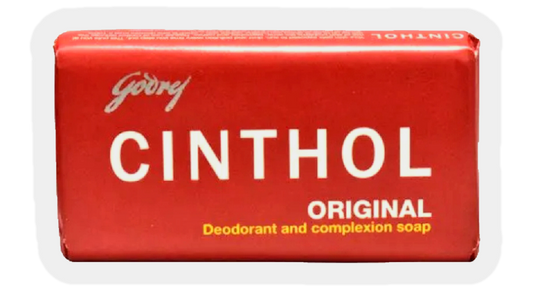 CINTHOL
Godrej
CINTHOL
ORIGINAL
Deodorant and complexion soap